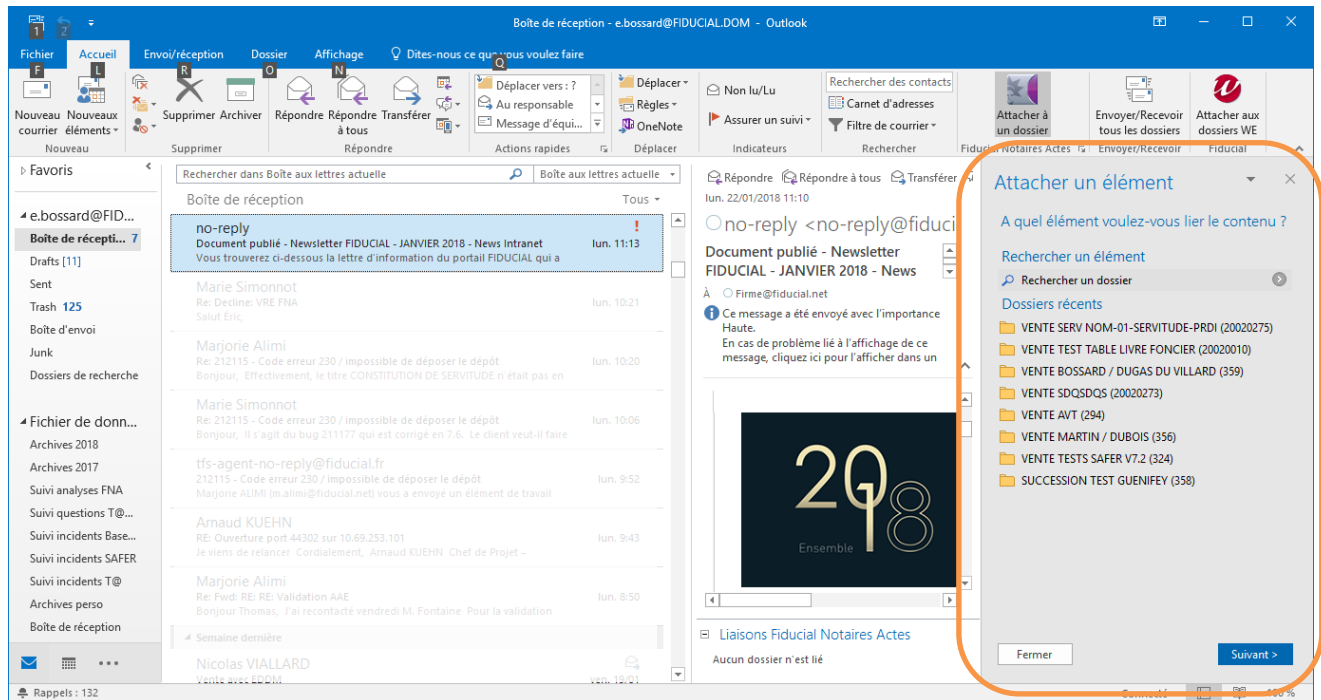 1
2
Boîte de réception - e.bossard@FIDUCIAL.DOM - Outlook
Fichier Accueil Envoi/réception Dossier Affichage Dites-nous ce que vous voulez faire
F L R O N Q
Nouveau courrier
Nouveaux éléments
Supprimer Archiver
Répondre Répondre à tous Transférer
Déplacer vers : ?
Au responsable
Message d'équi...
Déplacer
Règles
OneNote
Non lu/Lu
Assurer un suivi
Rechercher des contacts
Carnet d'adresses
Filtre de courrier
Attacher à un dossier
Envoyer/Recevoir tous les dossiers
Attacher aux dossiers WE
Nouveau Supprimer Répondre Actions rapides Déplacer Indicateurs Rechercher Fiducial Notaires Actes Envoyer/Recevoir Fiducial
Favoris
e.bossard@FID...
Boîte de récepti... 7
Drafts [11]
Sent
Trash 125
Boîte d'envoi
Junk
Dossiers de recherche
Fichier de donn...
Archives 2018
Archives 2017
Suivi analyses FNA
Suivi questions T@...
Suivi incidents Base...
Suivi incidents SAFER
Suivi incidents T@
Archives perso
Boîte de réception
Rappels : 132
Rechercher dans Boîte aux lettres actuelle Boîte aux lettres actuelle
Boîte de réception Tous
no-reply !
Document publié - Newsletter FIDUCIAL - JANVIER 2018 - News Intranet lun. 11:13
Vous trouverez ci-dessous la lettre d'information du portail FIDUCIAL qui a
Marie Simonnot
Re: Decline: VRE FNA lun. 10:21
Salut Eric,
Marjorie Alimi
Re: 212115 - Code erreur 230 / impossible de déposer le dépôt lun. 10:20
Bonjour, Effectivement, le titre CONSTITUTION DE SERVITUDE n'était pas en
Marie Simonnot
Re: 212115 - Code erreur 230 / impossible de déposer le dépôt lun. 10:06
Bonjour, Il s'agit du bug 211177 qui est corrigé en 7.6. Le client veut-il faire
tfs-agent-no-reply@fiducial.fr
212115 - Code erreur 230 / impossible de déposer le dépôt lun. 9:52
Marjorie ALIMI (m.alimi@fiducial.net) vous a envoyé un élément de travail
Arnaud KUEHN
RE: Ouverture port 44302 sur 10.69.253.101 lun. 9:43
Je viens de relancer Cordialement, Arnaud KUEHN Chef de Projet –
Marjorie Alimi
Re: Fwd: RE: RE: Validation AAE lun. 8:50
Bonjour Thomas, J'ai recontacté vendredi M. Fontaine Pour la validation
Semaine dernière
Nicolas VIALLARD
Vente avec EDDM ven. 19/01
Répondre Répondre à tous Transférer
lun. 22/01/2018 11:10
no-reply <no-reply@fiduci
Document publié - Newsletter
FIDUCIAL - JANVIER 2018 - News
À Firme@fiducial.net
Ce message a été envoyé avec l'importance
Haute.
En cas de problème lié à l'affichage de ce
message, cliquez ici pour l'afficher dans un
2018
Ensemble
Liaisons Fiducial Notaires Actes
Aucun dossier n'est lié
Attacher un élément
A quel élément voulez-vous lier le contenu ?
Rechercher un élément
Rechercher un dossier
Dossiers récents
VENTE SERV NOM-01-SERVITUDE-PRDI (20020275)
VENTE TEST TABLE LIVRE FONCIER (20020010)
VENTE BOSSARD / DUGAS DU VILLARD (359)
VENTE SDQSDQS (20020273)
VENTE AVT (294)
VENTE MARTIN / DUBOIS (356)
VENTE TESTS SAFER V7.2 (324)
SUCCESSION TEST GUENIFEY (358)
Fermer Suivant >
Connecté 100 %